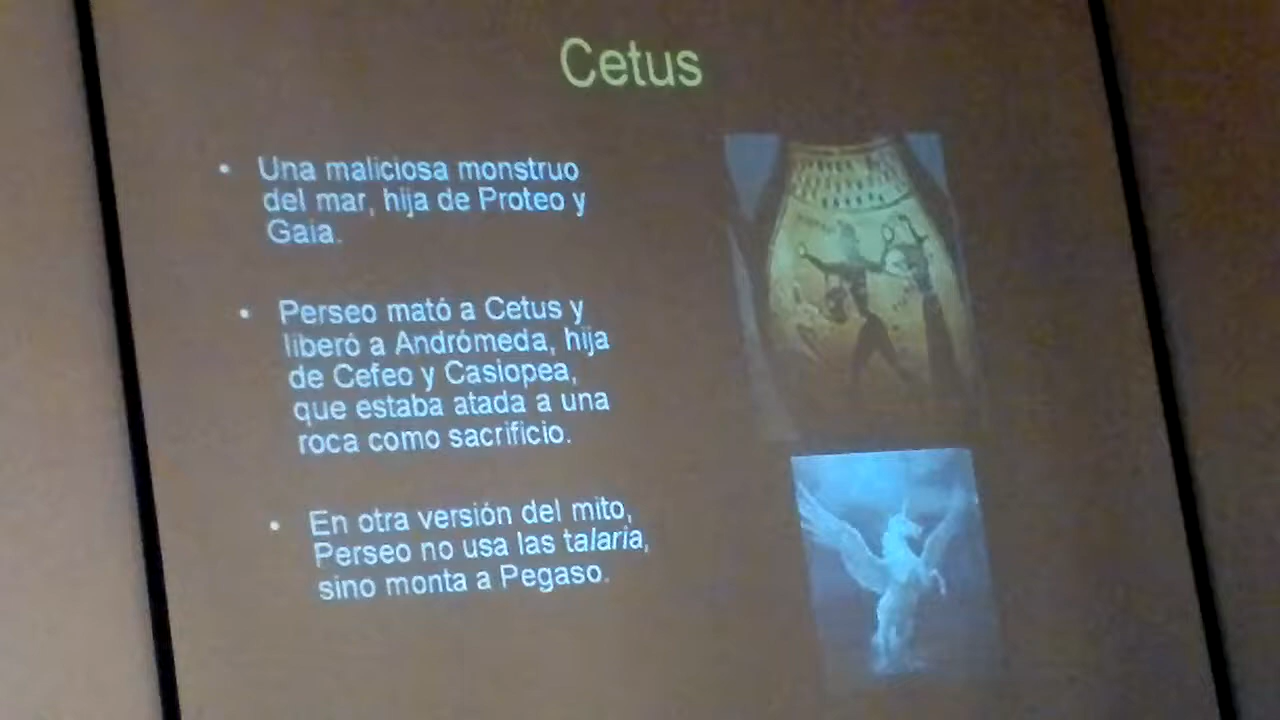 Cetus
• Una maliciosa monstruo
del mar, hija de Proteo y
Gaia.
• Perseo mató a Cetus y
liberó a Andrómeda, hija
de Cefeo y Casiopea,
que estaba atada a una
roca como sacrificio.
• En otra versión del mito,
Perseo no usa las talaria,
sino monta a Pegaso.